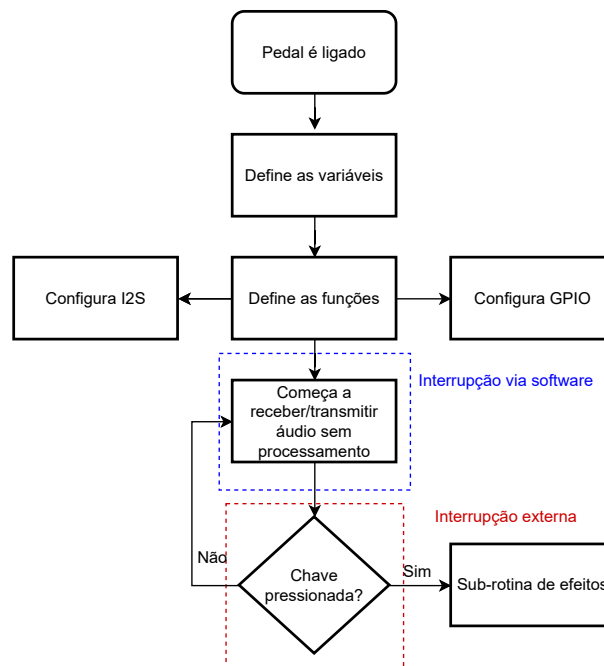 Pedal é ligado
Define as variáveis
Configura I2S
Define as funções
Configura GPIO
Começa a
receber/transmitir
áudio sem
processamento
Interrupção via software
Interrupção externa
Não
Chave
pressionada?
Sim
Sub-rotina de efeitos